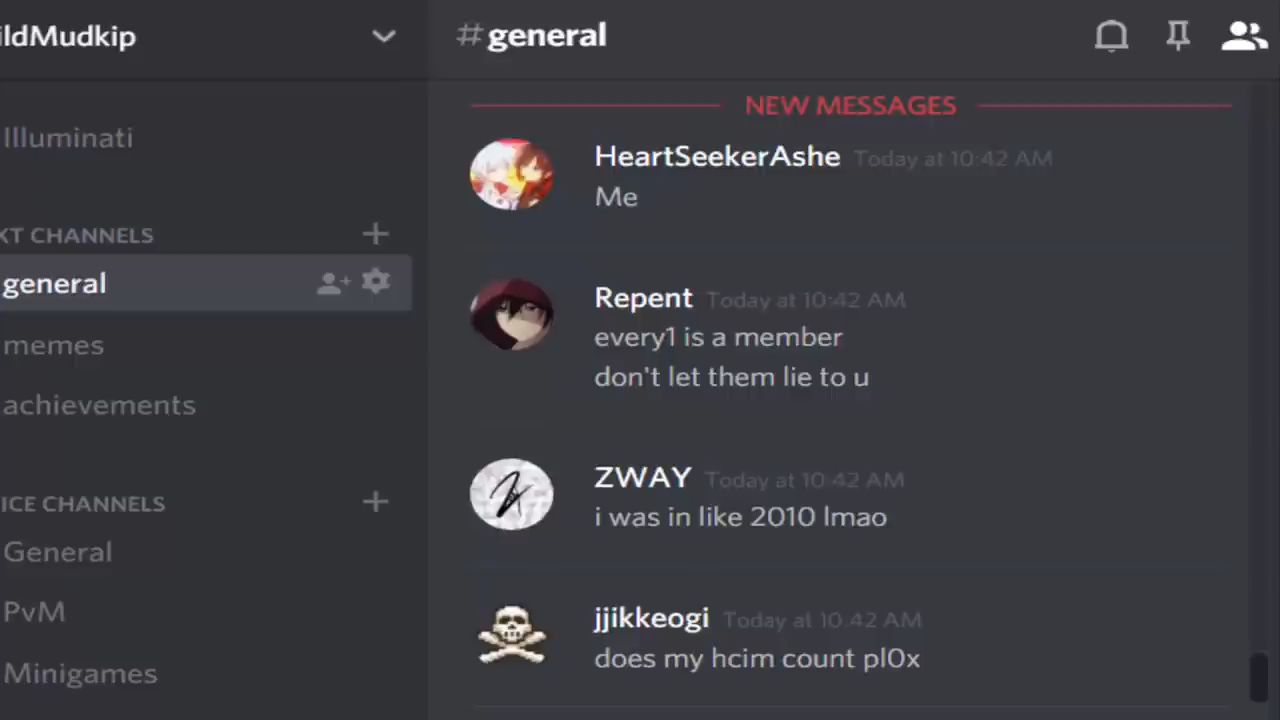 ildMudkip
Illuminati
XT CHANNELS
general
memes
achievements
ICE CHANNELS
General
PvM
Minigames
#general
NEW MESSAGES
HeartSeekerAshe Today at 10:42 AM
Me
Repent Today at 10:42 AM
every1 is a member
don't let them lie to u
ZWAY Today at 10:42 AM
i was in like 2010 lmao
jjikkeogi Today at 10:42 AM
does my hcim count pl0x